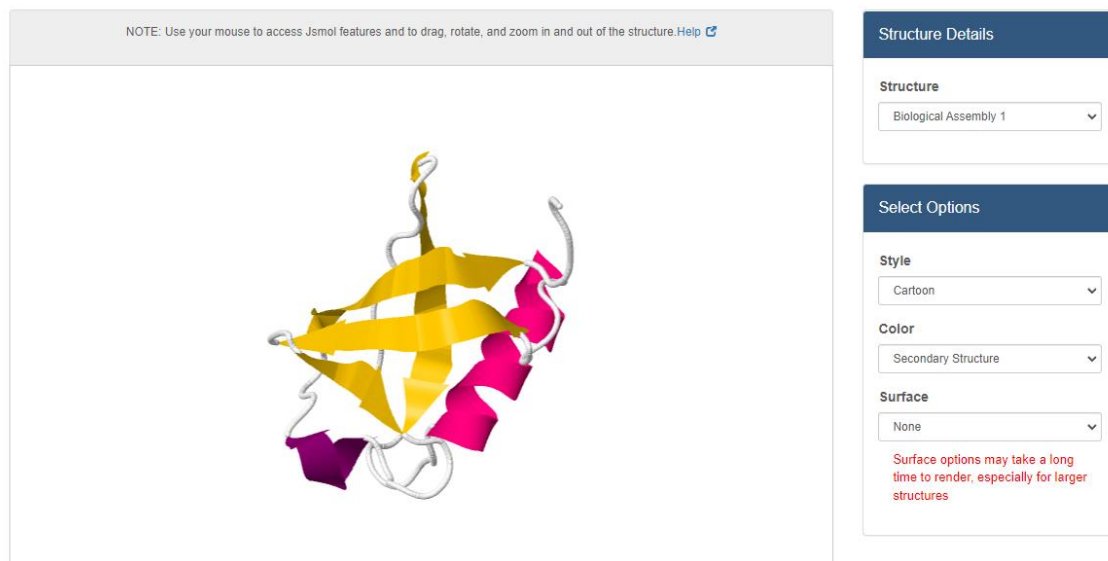 NOTE: Use your mouse to access Jsmol features and to drag, rotate, and zoom in and out of the structure.Help
Structure Details
Structure
Biological Assembly 1
Select Options
Style
Cartoon
Color
Secondary Structure
Surface
None
Surface options may take a long
time to render, especially for larger
structures